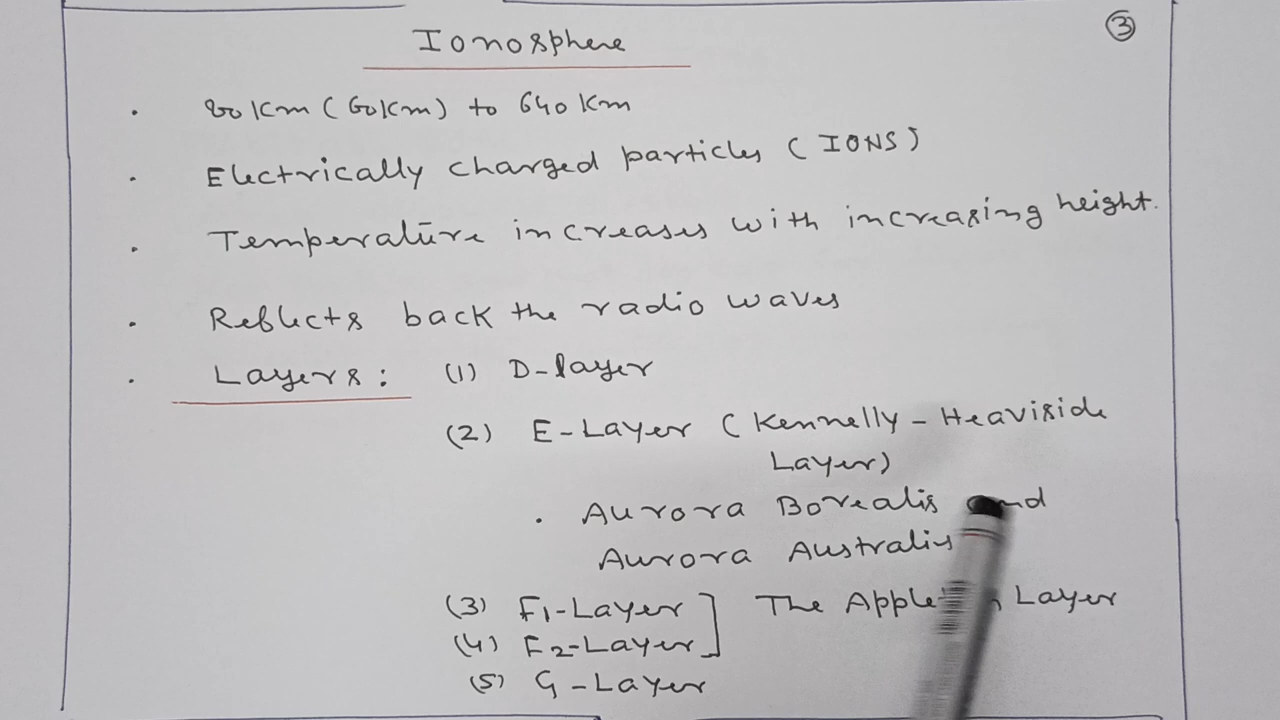 Ionosphere
③
. 80 Km (60 Km) to 640 Km
. Electrically charged particles (IONS)
. Temperature increases with increasing height.
. Reflects back the radio waves
. Layers: (1) D-layer
(2) E-Layer (Kennelly-Heaviside
Layer)
. Aurora Borealis and
Aurora Australis
(3) F1-Layer ] The Layer
(4) F2-Layer
(5) G-Layer